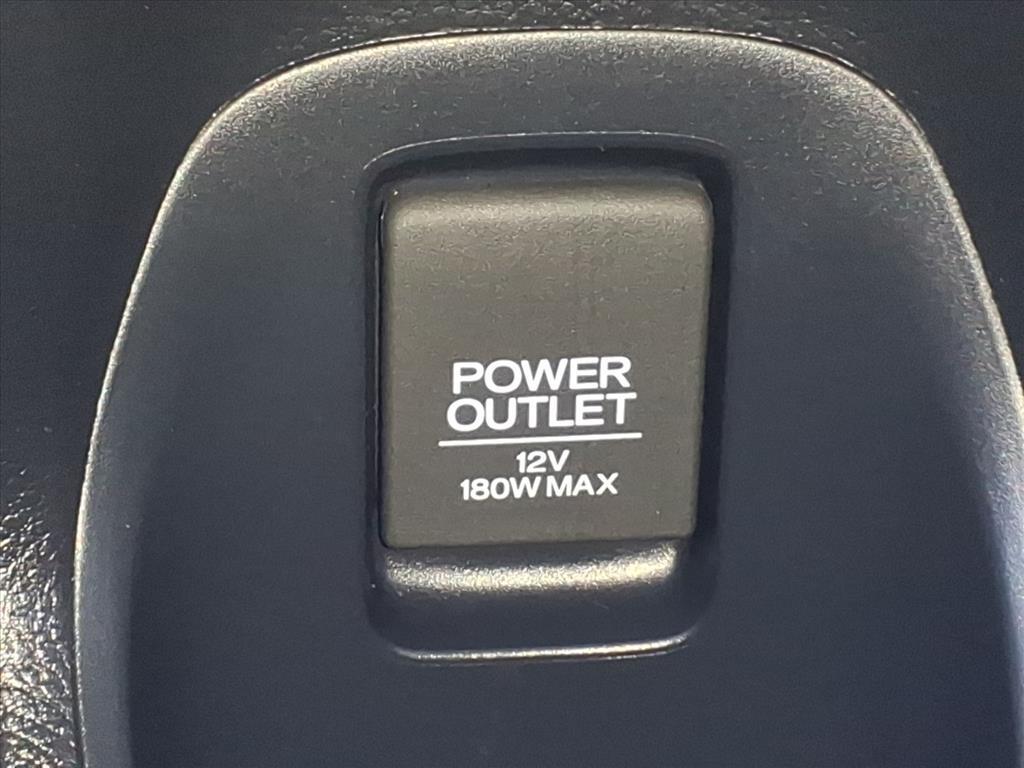 POWER
OUTLET
12V
180W MAX